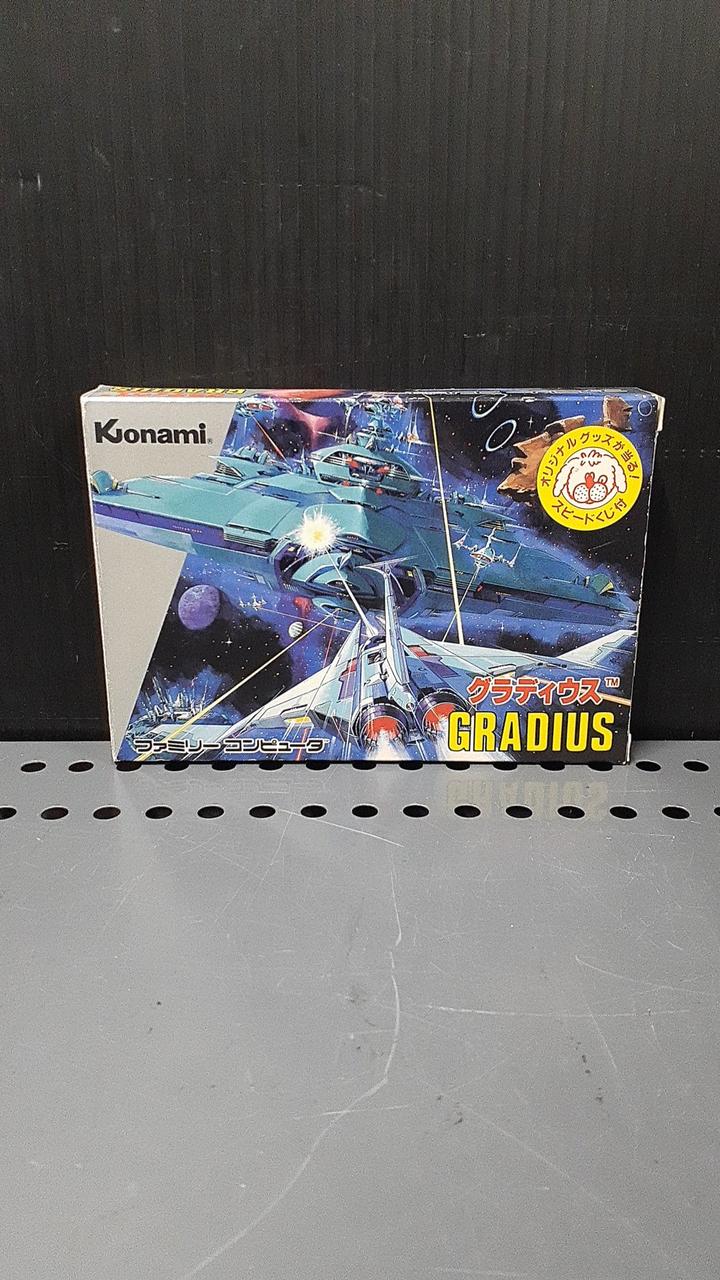 GRADIUS
Konami®
オリジナルグッズが当る!
スピードくじ付
グラディウス™
GRADIUS
ファミリーコンピュータ